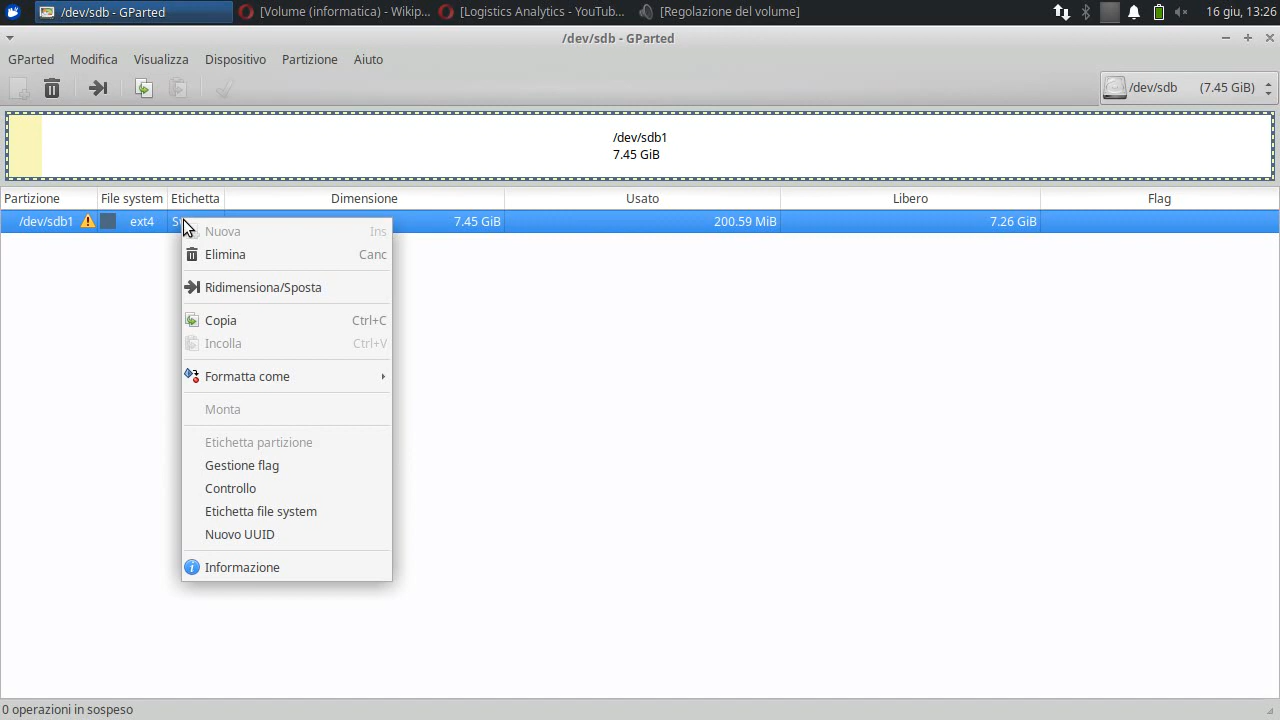 /dev/sdb - GParted
[Volume (informatica) - Wikip...
[Logistics Analytics - YouTub...
[Regolazione del volume]
16 giu, 13:26
/dev/sdb - GParted
GParted Modifica Visualizza Dispositivo Partizione Aiuto
/dev/sdb (7.45 GiB)
/dev/sdb1
7.45 GiB
Partizione File system Etichetta Dimensione Usato Libero Flag
/dev/sdb1 ext4 7.45 GiB 200.59 MiB 7.26 GiB
Nuova Ins
Elimina Canc
Ridimensiona/Sposta
Copia Ctrl+C
Incolla Ctrl+V
Formatta come
Monta
Etichetta partizione
Gestione flag
Controllo
Etichetta file system
Nuovo UUID
Informazione
0 operazioni in sospeso